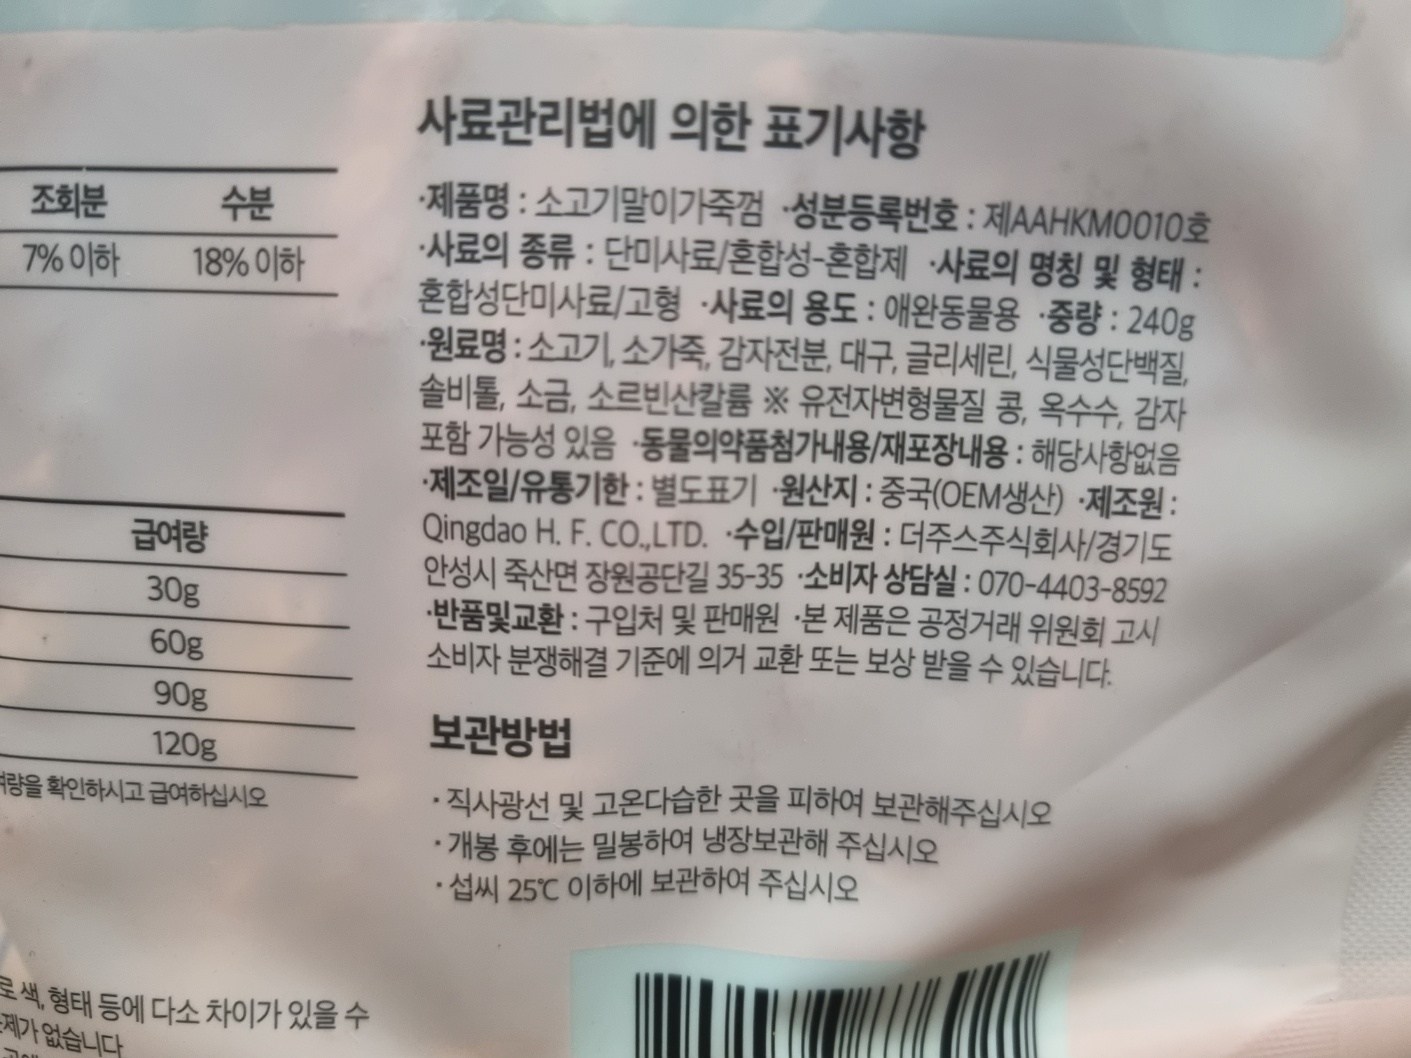 사료관리법에 의한 표기사항
·제품명 : 소고기말이가죽껌 ·성분등록번호 : 제AAHKM0010호
·사료의 종류 : 단미사료/혼합성-혼합제 ·사료의 명칭 및 형태 :
혼합성단미사료/고형 ·사료의 용도 : 애완동물용 ·중량 : 240g
·원료명 : 소고기, 소가죽, 감자전분, 대구, 글리세린, 식물성단백질,
솔비톨, 소금, 소르빈산칼륨 ※ 유전자변형물질 콩, 옥수수, 감자
포함 가능성 있음 ·동물의약품첨가내용/재포장내용 : 해당사항없음
·제조일/유통기한 : 별도표기 ·원산지 : 중국(OEM생산) ·제조원 :
Qingdao H. F. CO.,LTD. ·수입/판매원 : 더주스주식회사/경기도
안성시 죽산면 장원공단길 35-35 ·소비자 상담실 : 070-4403-8592
·반품및교환 : 구입처 및 판매원 ·본 제품은 공정거래 위원회 고시
소비자 분쟁해결 기준에 의거 교환 또는 보상 받을 수 있습니다.
보관방법
· 직사광선 및 고온다습한 곳을 피하여 보관해주십시오
· 개봉 후에는 밀봉하여 냉장보관해 주십시오
· 섭씨 25℃ 이하에 보관하여 주십시오
조회분 수분
7% 이하 18% 이하
급여량
30g
60g
90g
120g
확인하시고 급여하십시오
색, 형태 등에 다소 차이가 있을 수
없습니다